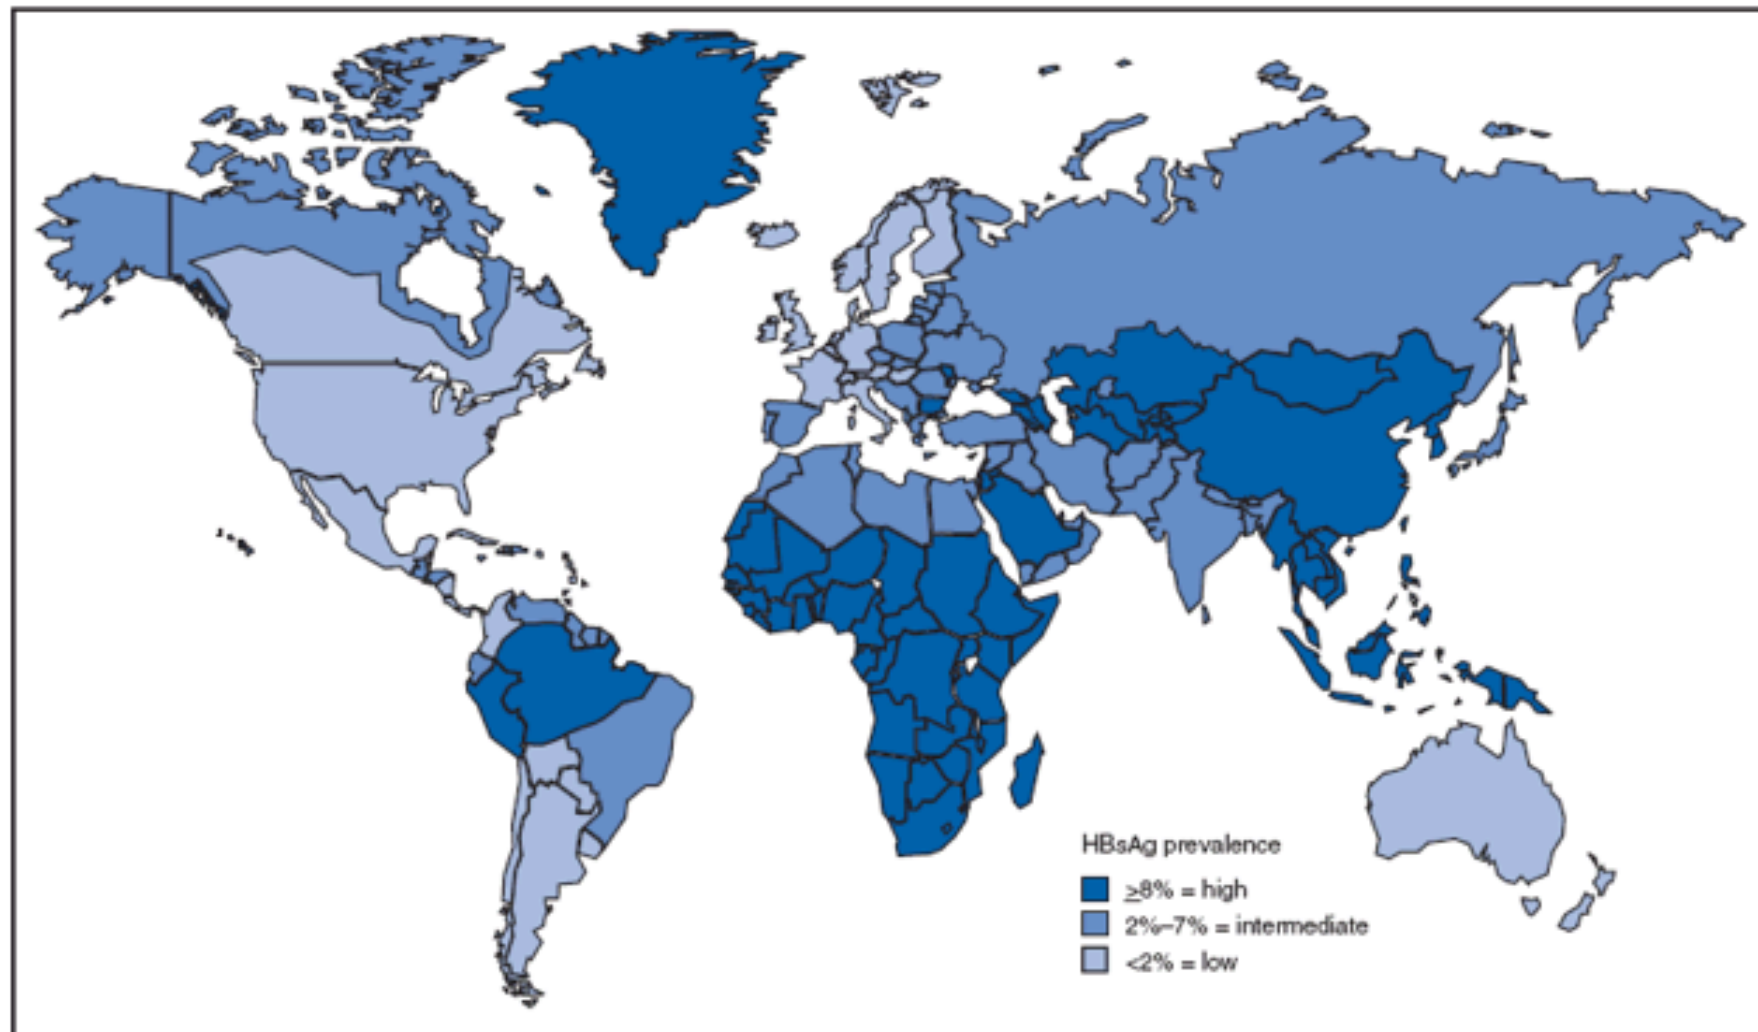 HBsAg prevalence
≥8% = high
2%–7% = intermediate
<2% = low